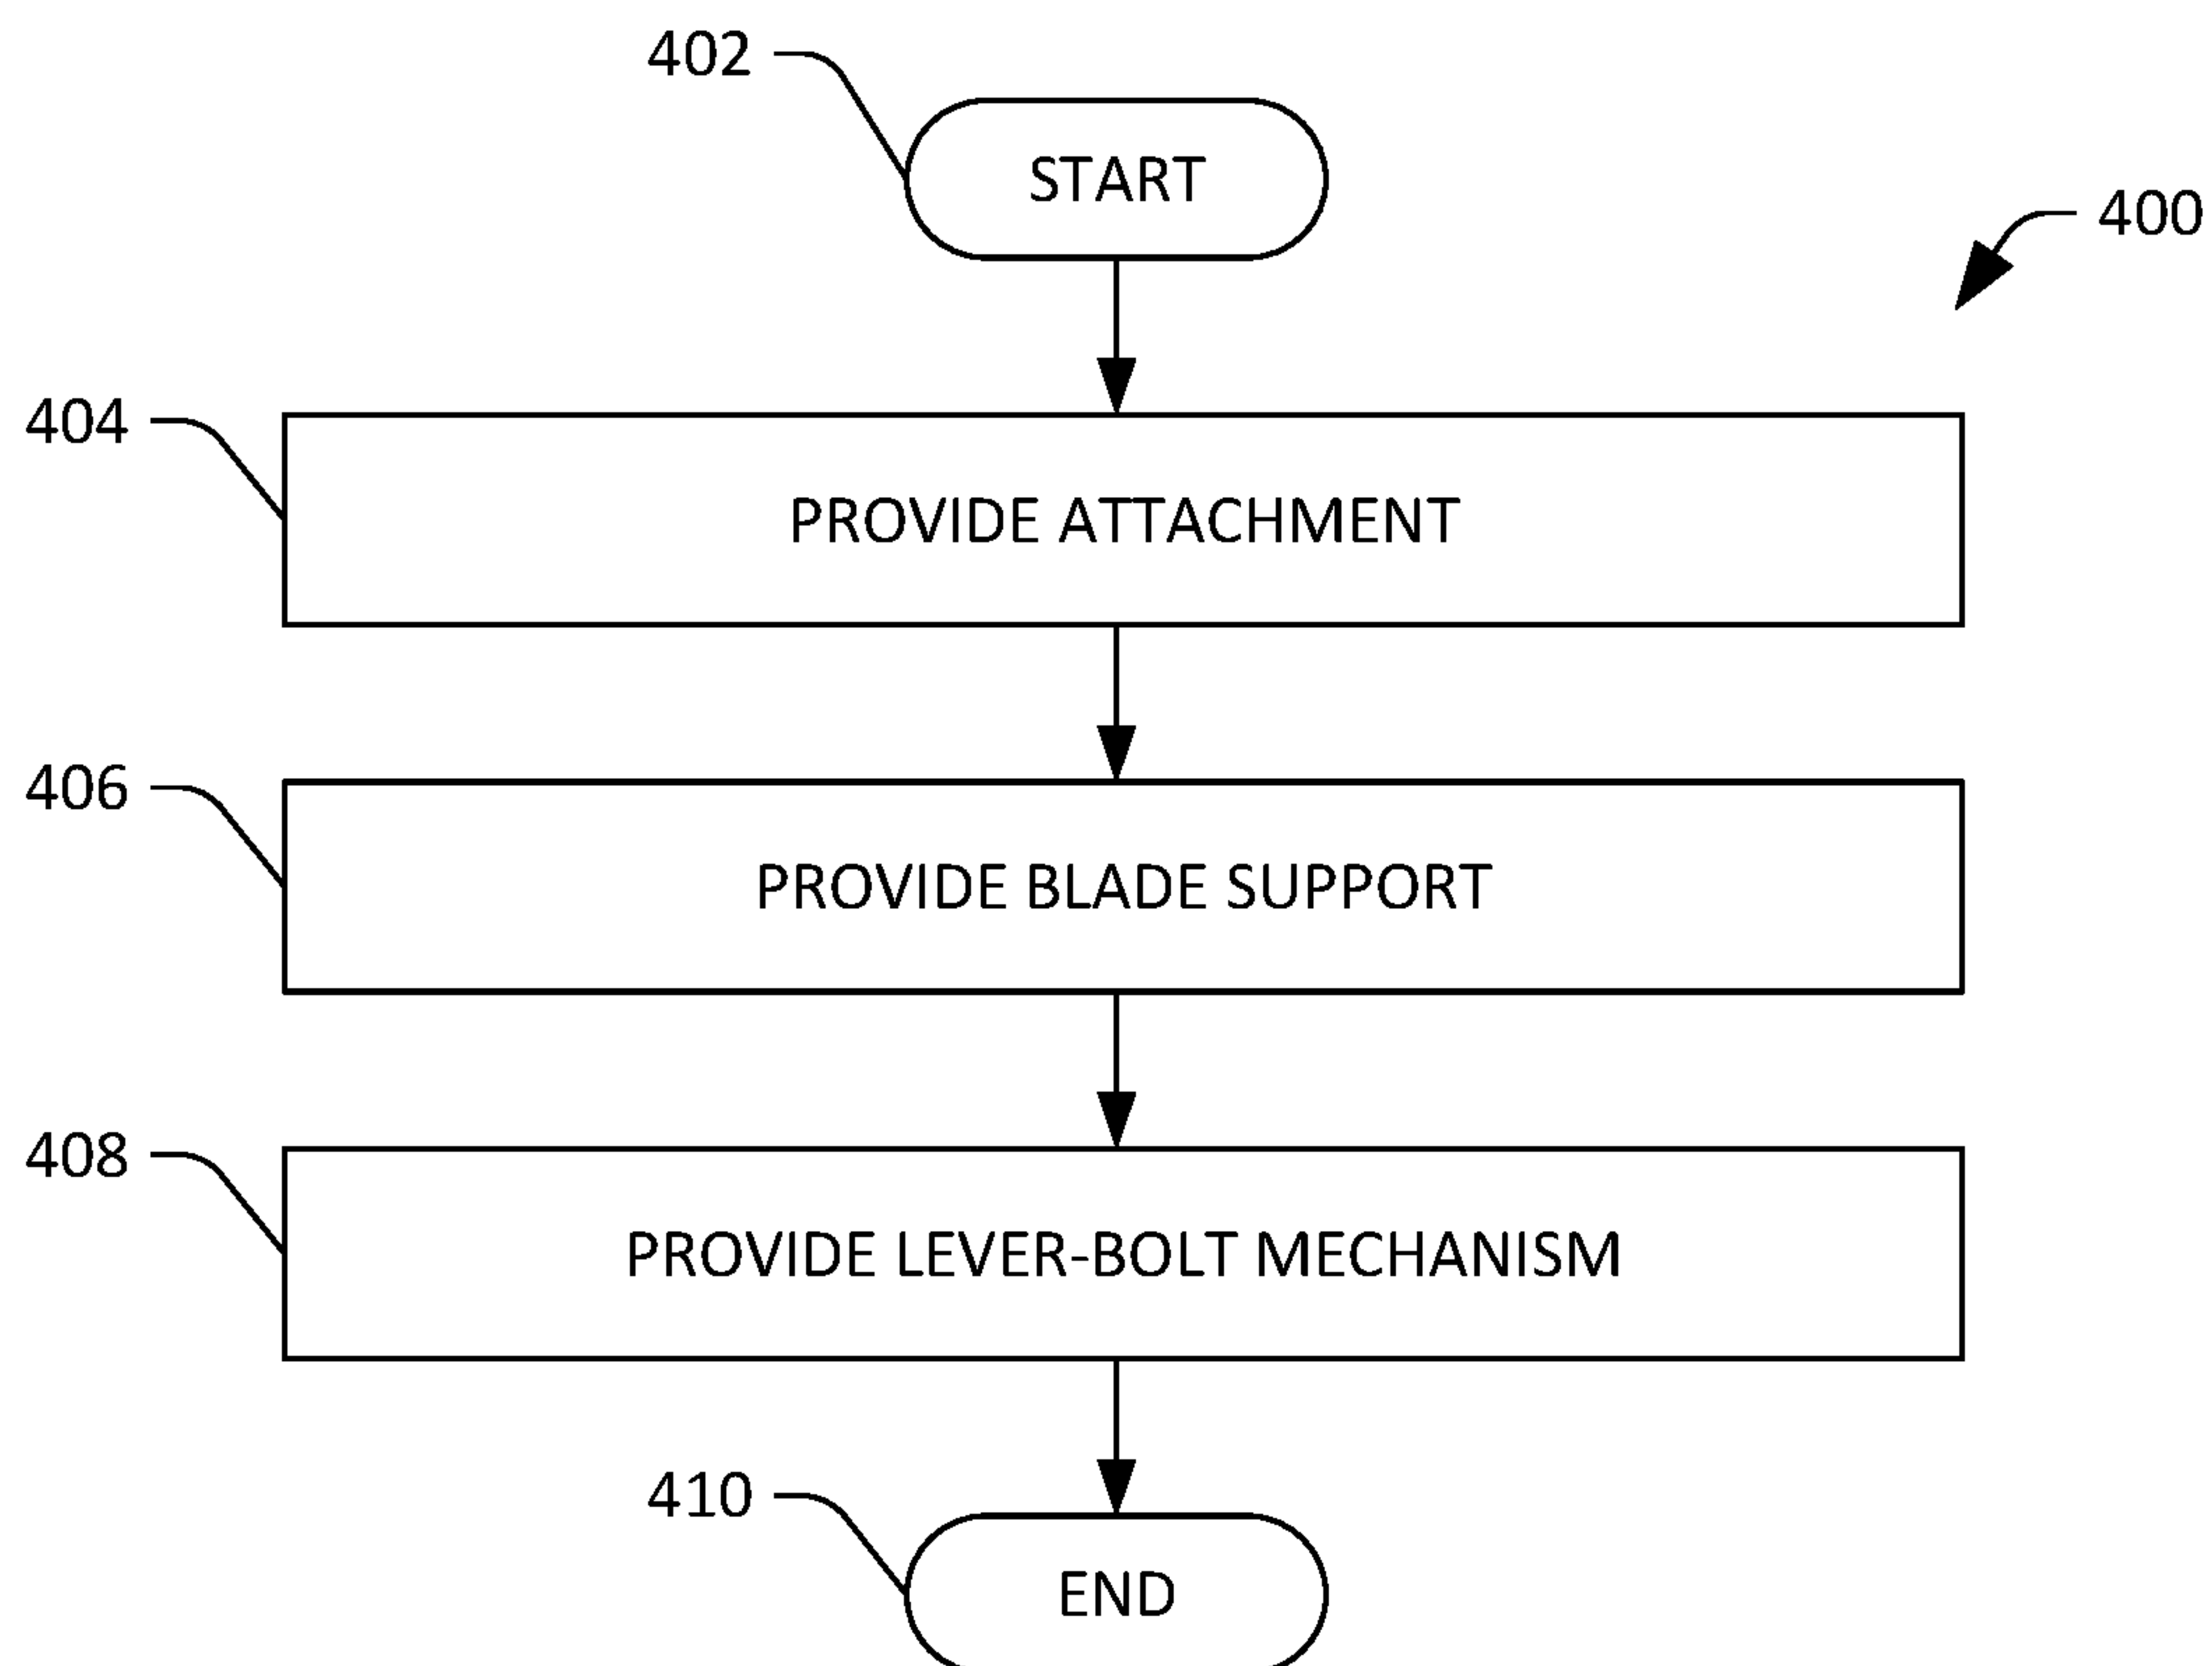 402
START
400
404
PROVIDE ATTACHMENT
406
PROVIDE BLADE SUPPORT
408
PROVIDE LEVER-BOLT MECHANISM
410
END